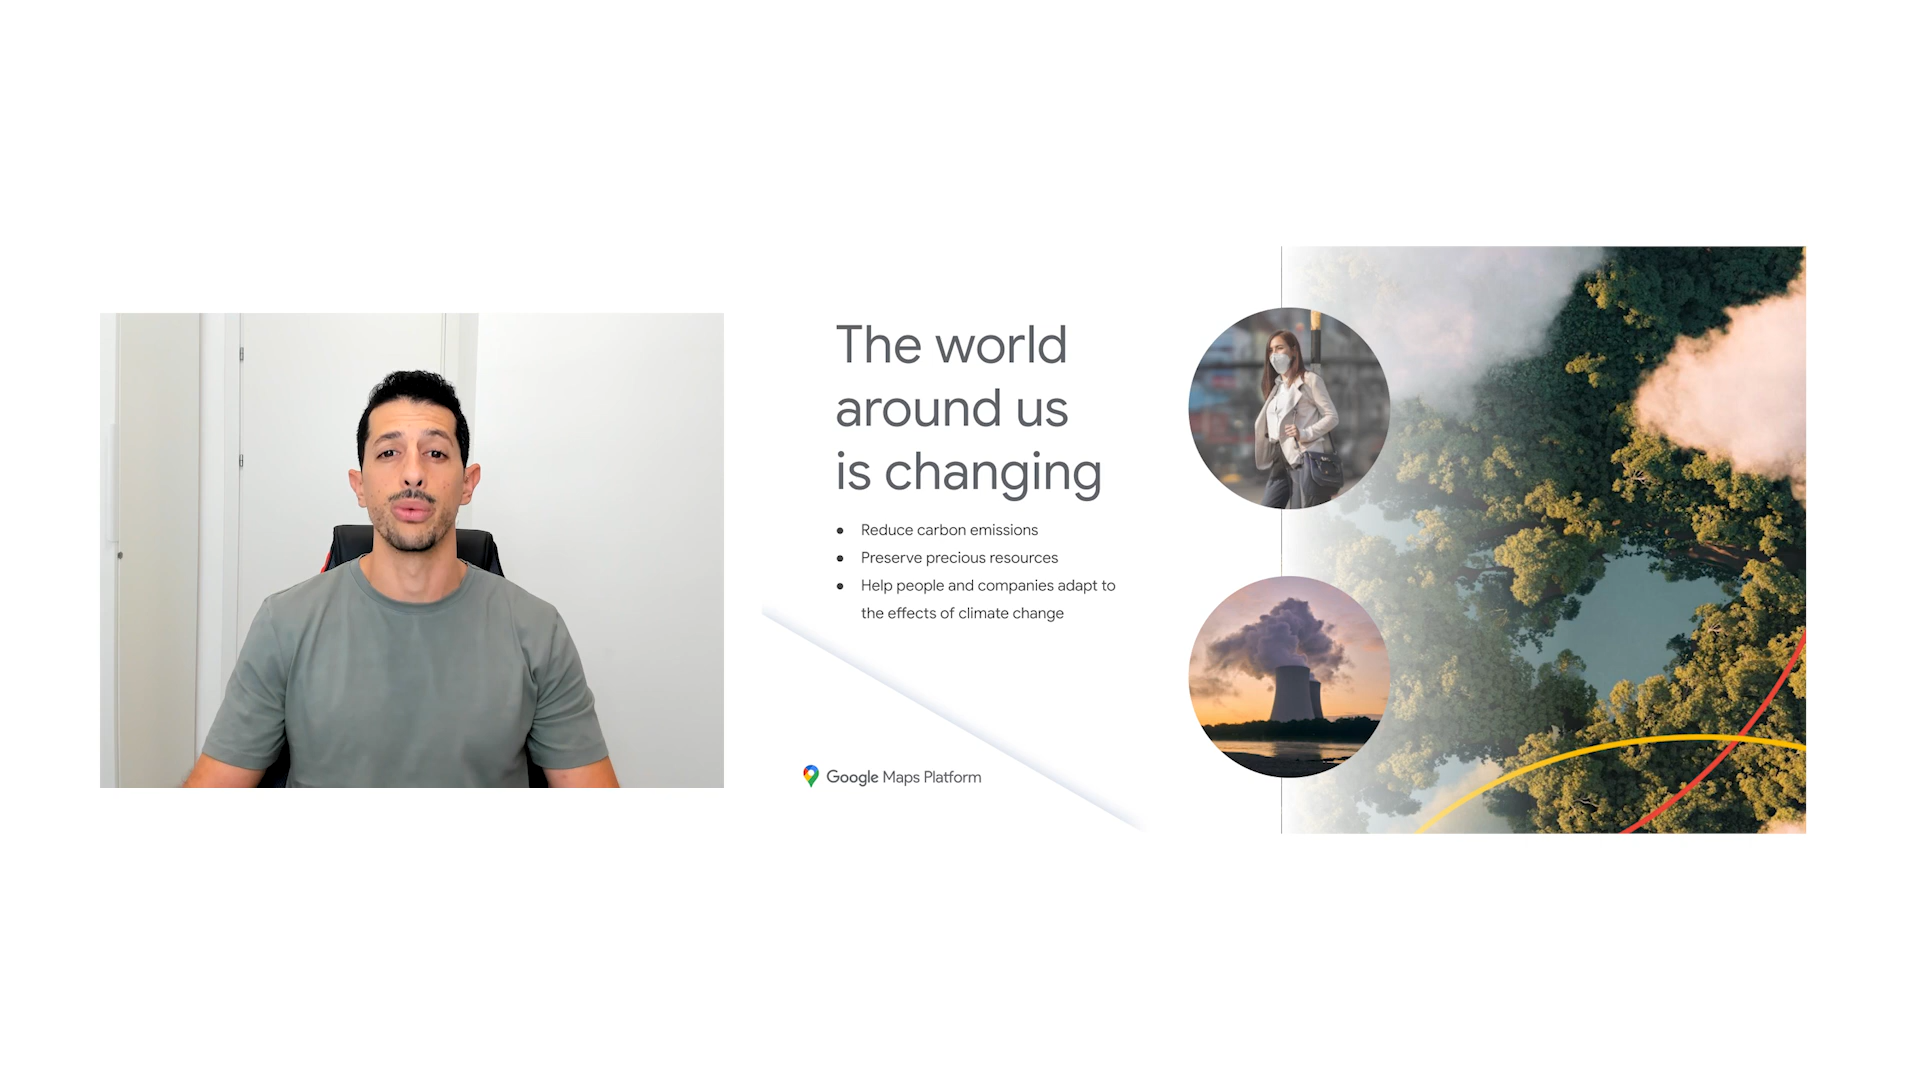 The world
around us
is changing
● Reduce carbon emissions
● Preserve precious resources
● Help people and companies adapt to
the effects of climate change
Google Maps Platform